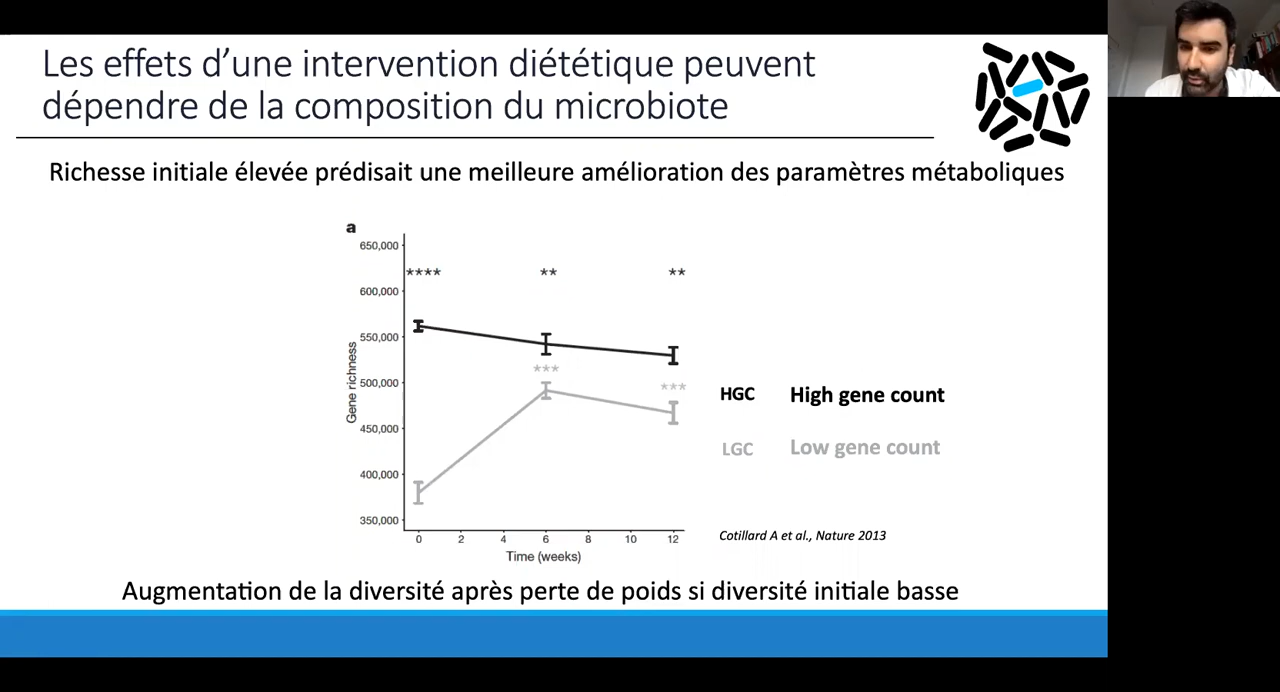 Les effets d’une intervention diététique peuvent
dépendre de la composition du microbiote
Richesse initiale élevée prédisait une meilleure amélioration des paramètres métaboliques
a
650,000
600,000
550,000
500,000
450,000
400,000
350,000
Gene richness
**** ** **
*** ***
0 2 4 6 8 10 12
Time (weeks)
HGC High gene count
LGC Low gene count
Cotillard A et al., Nature 2013
Augmentation de la diversité après perte de poids si diversité initiale basse